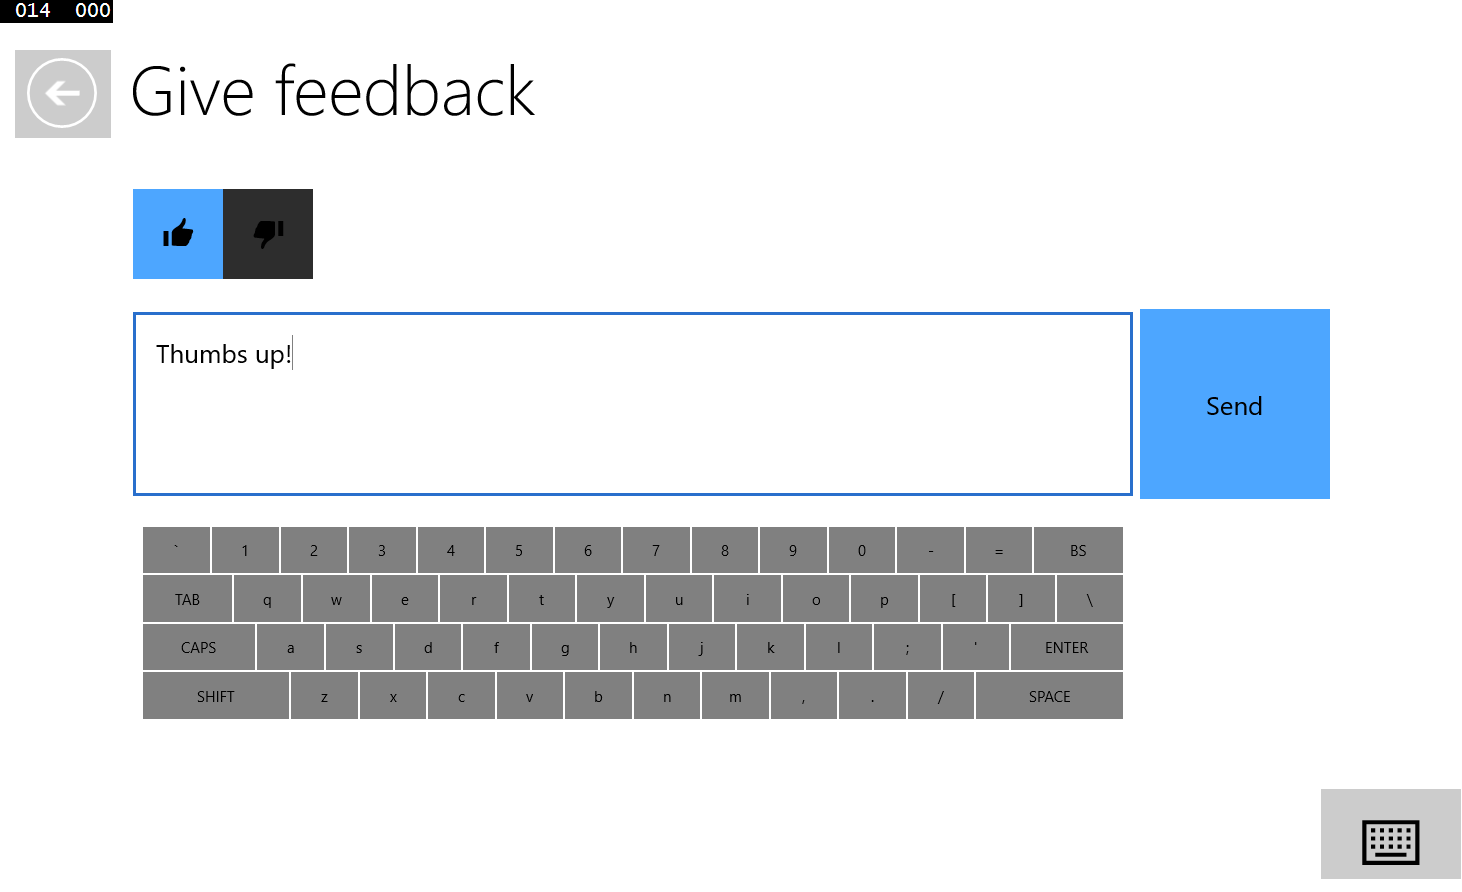 014 000
Give feedback
Thumbs up!
Send
` 1 2 3 4 5 6 7 8 9 0 - = BS
TAB q w e r t y u i o p [ ] \
CAPS a s d f g h j k l ; ' ENTER
SHIFT z x c v b n m , . / SPACE